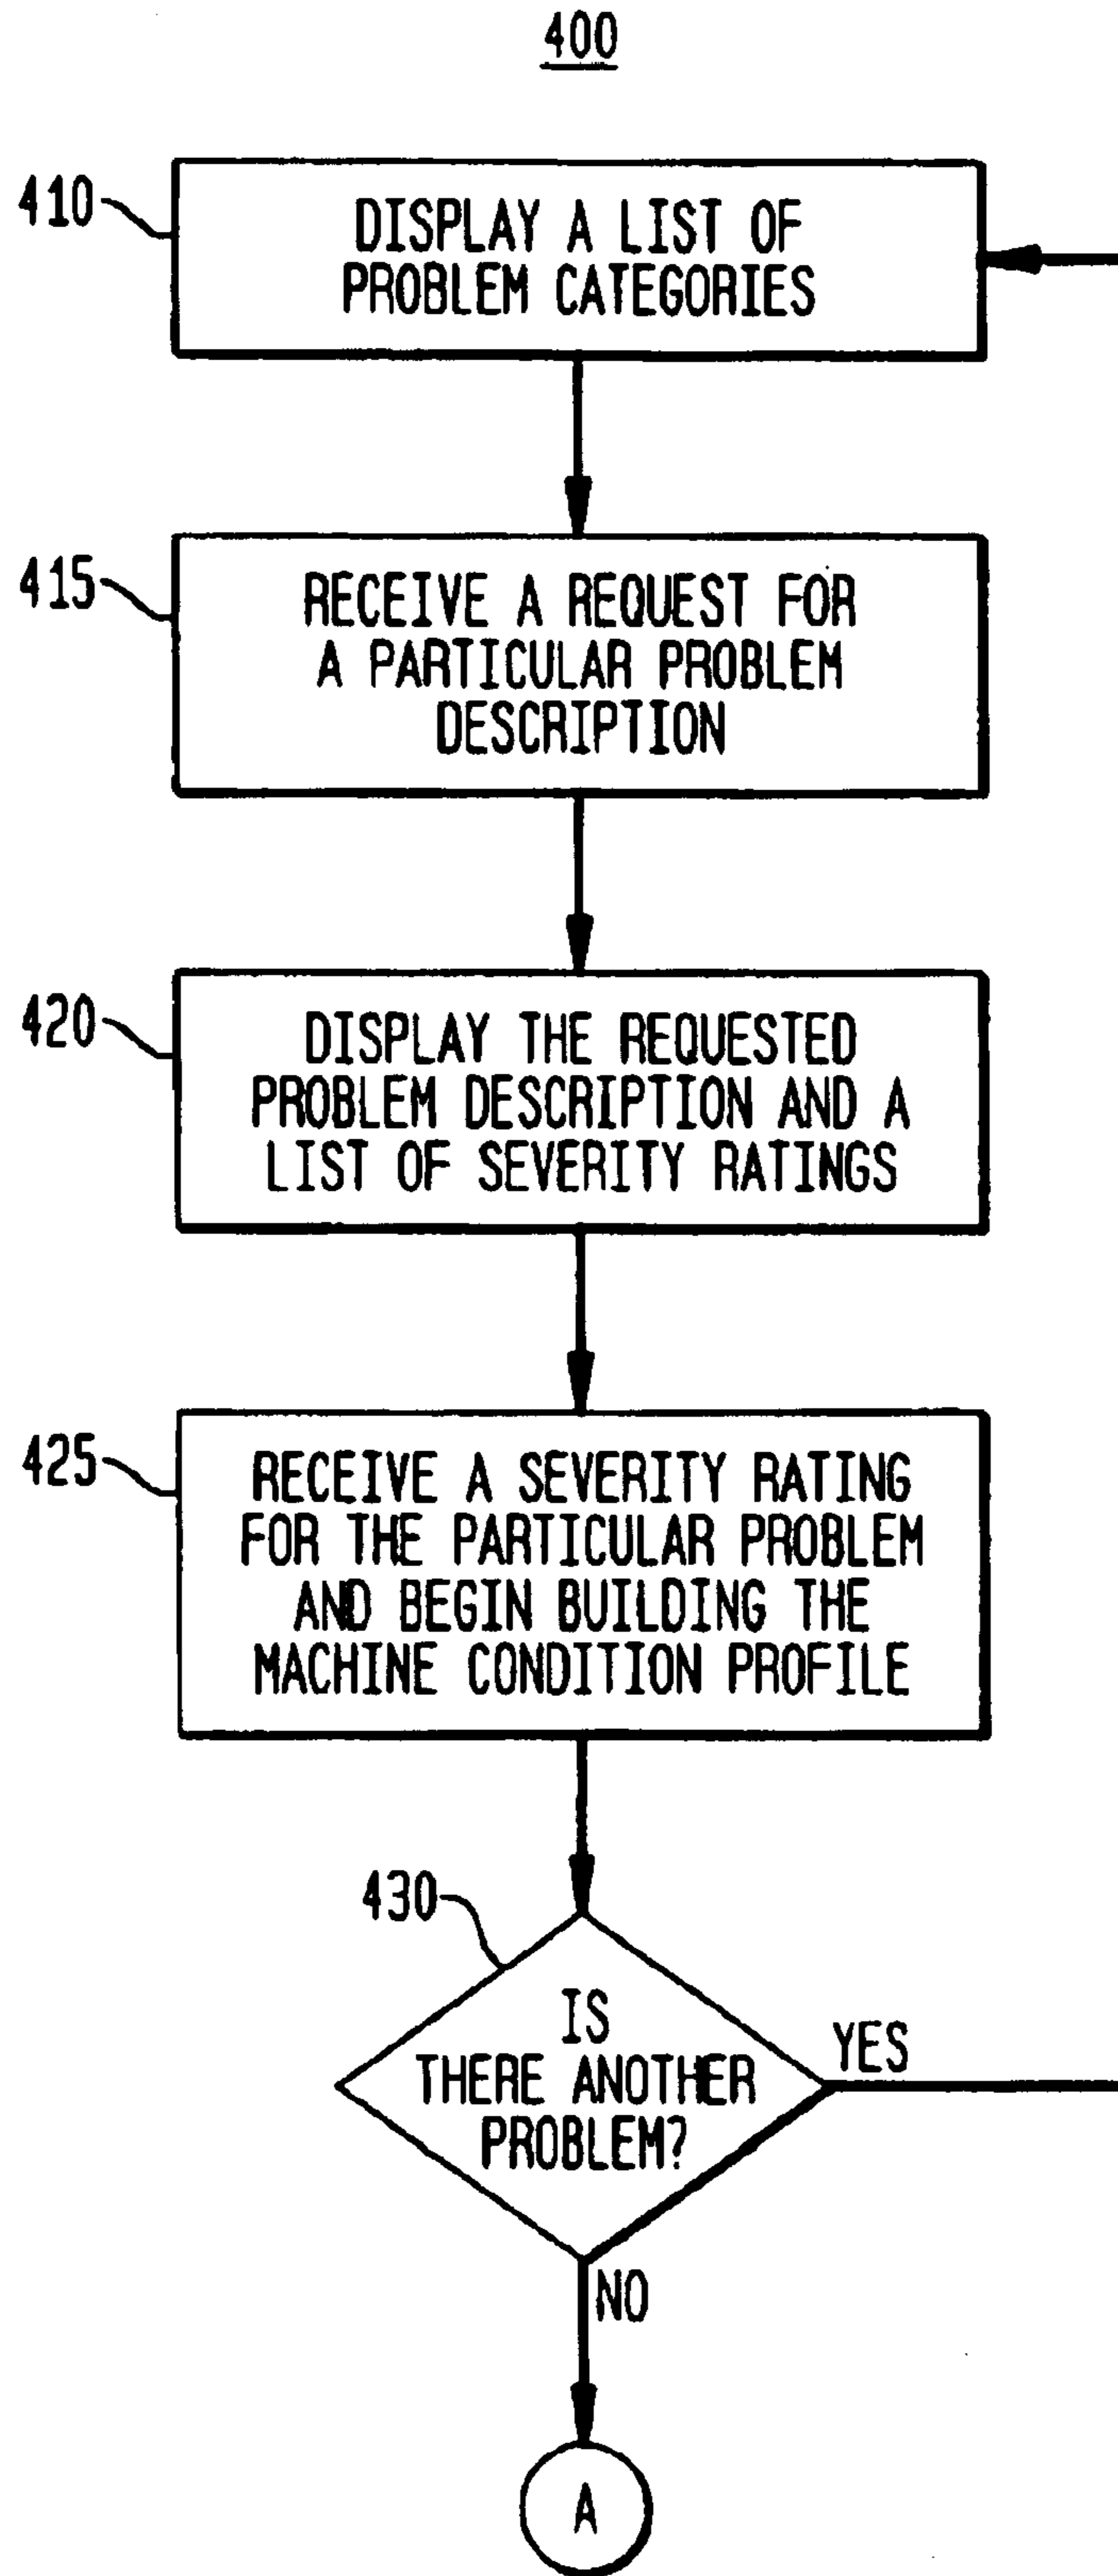 400
410
DISPLAY A LIST OF
PROBLEM CATEGORIES
415
RECEIVE A REQUEST FOR
A PARTICULAR PROBLEM
DESCRIPTION
420
DISPLAY THE REQUESTED
PROBLEM DESCRIPTION AND A
LIST OF SEVERITY RATINGS
425
RECEIVE A SEVERITY RATING
FOR THE PARTICULAR PROBLEM
AND BEGIN BUILDING THE
MACHINE CONDITION PROFILE
430
IS
THERE ANOTHER
PROBLEM?
YES
NO
A